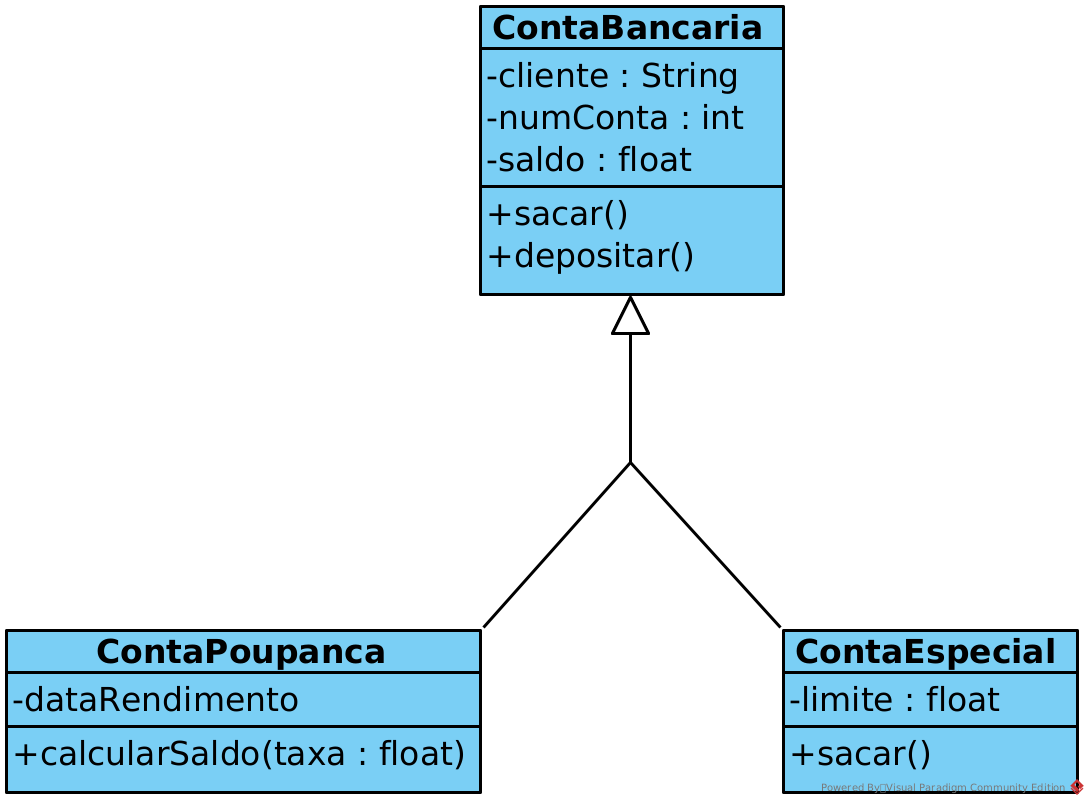 ContaBancaria
-cliente : String
-numConta : int
-saldo : float
+sacar()
+depositar()
ContaPoupanca
-dataRendimento
+calcularSaldo(taxa : float)
ContaEspecial
-limite : float
+sacar()
Powered By Visual Paradigm Community Edition